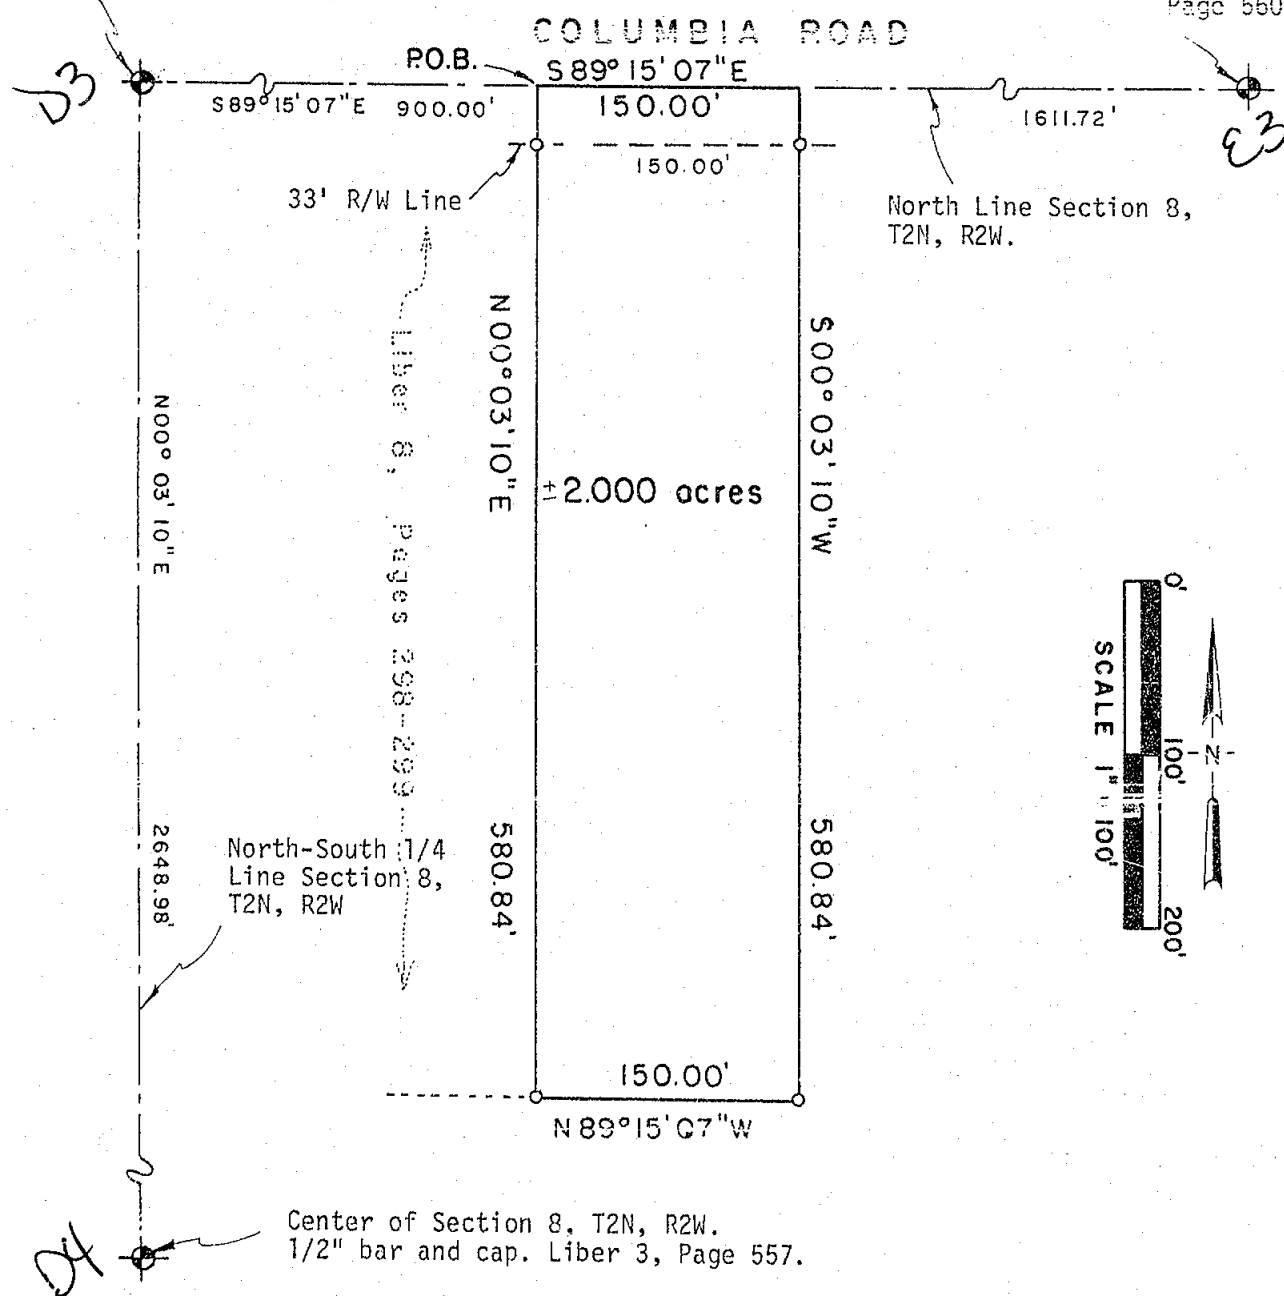 Page 560
COLUMBIA ROAD
P.O.B.
S 89° 15' 07" E
D3
S 89° 15' 07" E 900.00'
150.00'
1611.72'
E3
150.00'
33' R/W Line
North Line Section 8,
T2N, R2W.
N 00° 03' 10" E
Liber 8, Pages 298-299
N 00° 03' 10" E
S 00° 03' 10" W
±2.000 acres
0'
100'
200'
SCALE 1" = 100'
N
2648.98'
North-South 1/4
Line Section 8,
T2N, R2W
580.84'
580.84'
150.00'
N 89° 15' 07" W
D4
Center of Section 8, T2N, R2W.
1/2" bar and cap. Liber 3, Page 557.